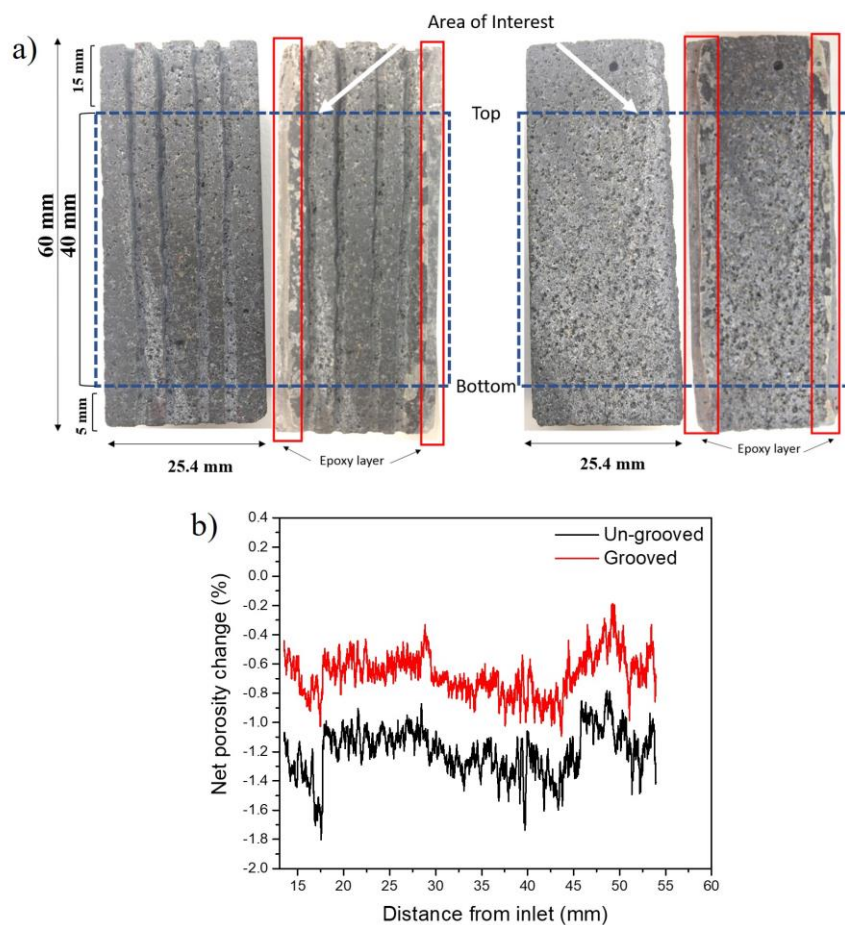 Area of Interest
a)
15 mm
Top
60 mm
40 mm
Bottom
5 mm
25.4 mm
Epoxy layer
25.4 mm
Epoxy layer
b)
0.4
0.2
0.0
-0.2
-0.4
-0.6
-0.8
-1.0
-1.2
-1.4
-1.6
-1.8
-2.0
Net porosity change (%)
Un-grooved
Grooved
15 20 25 30 35 40 45 50 55 60
Distance from inlet (mm)